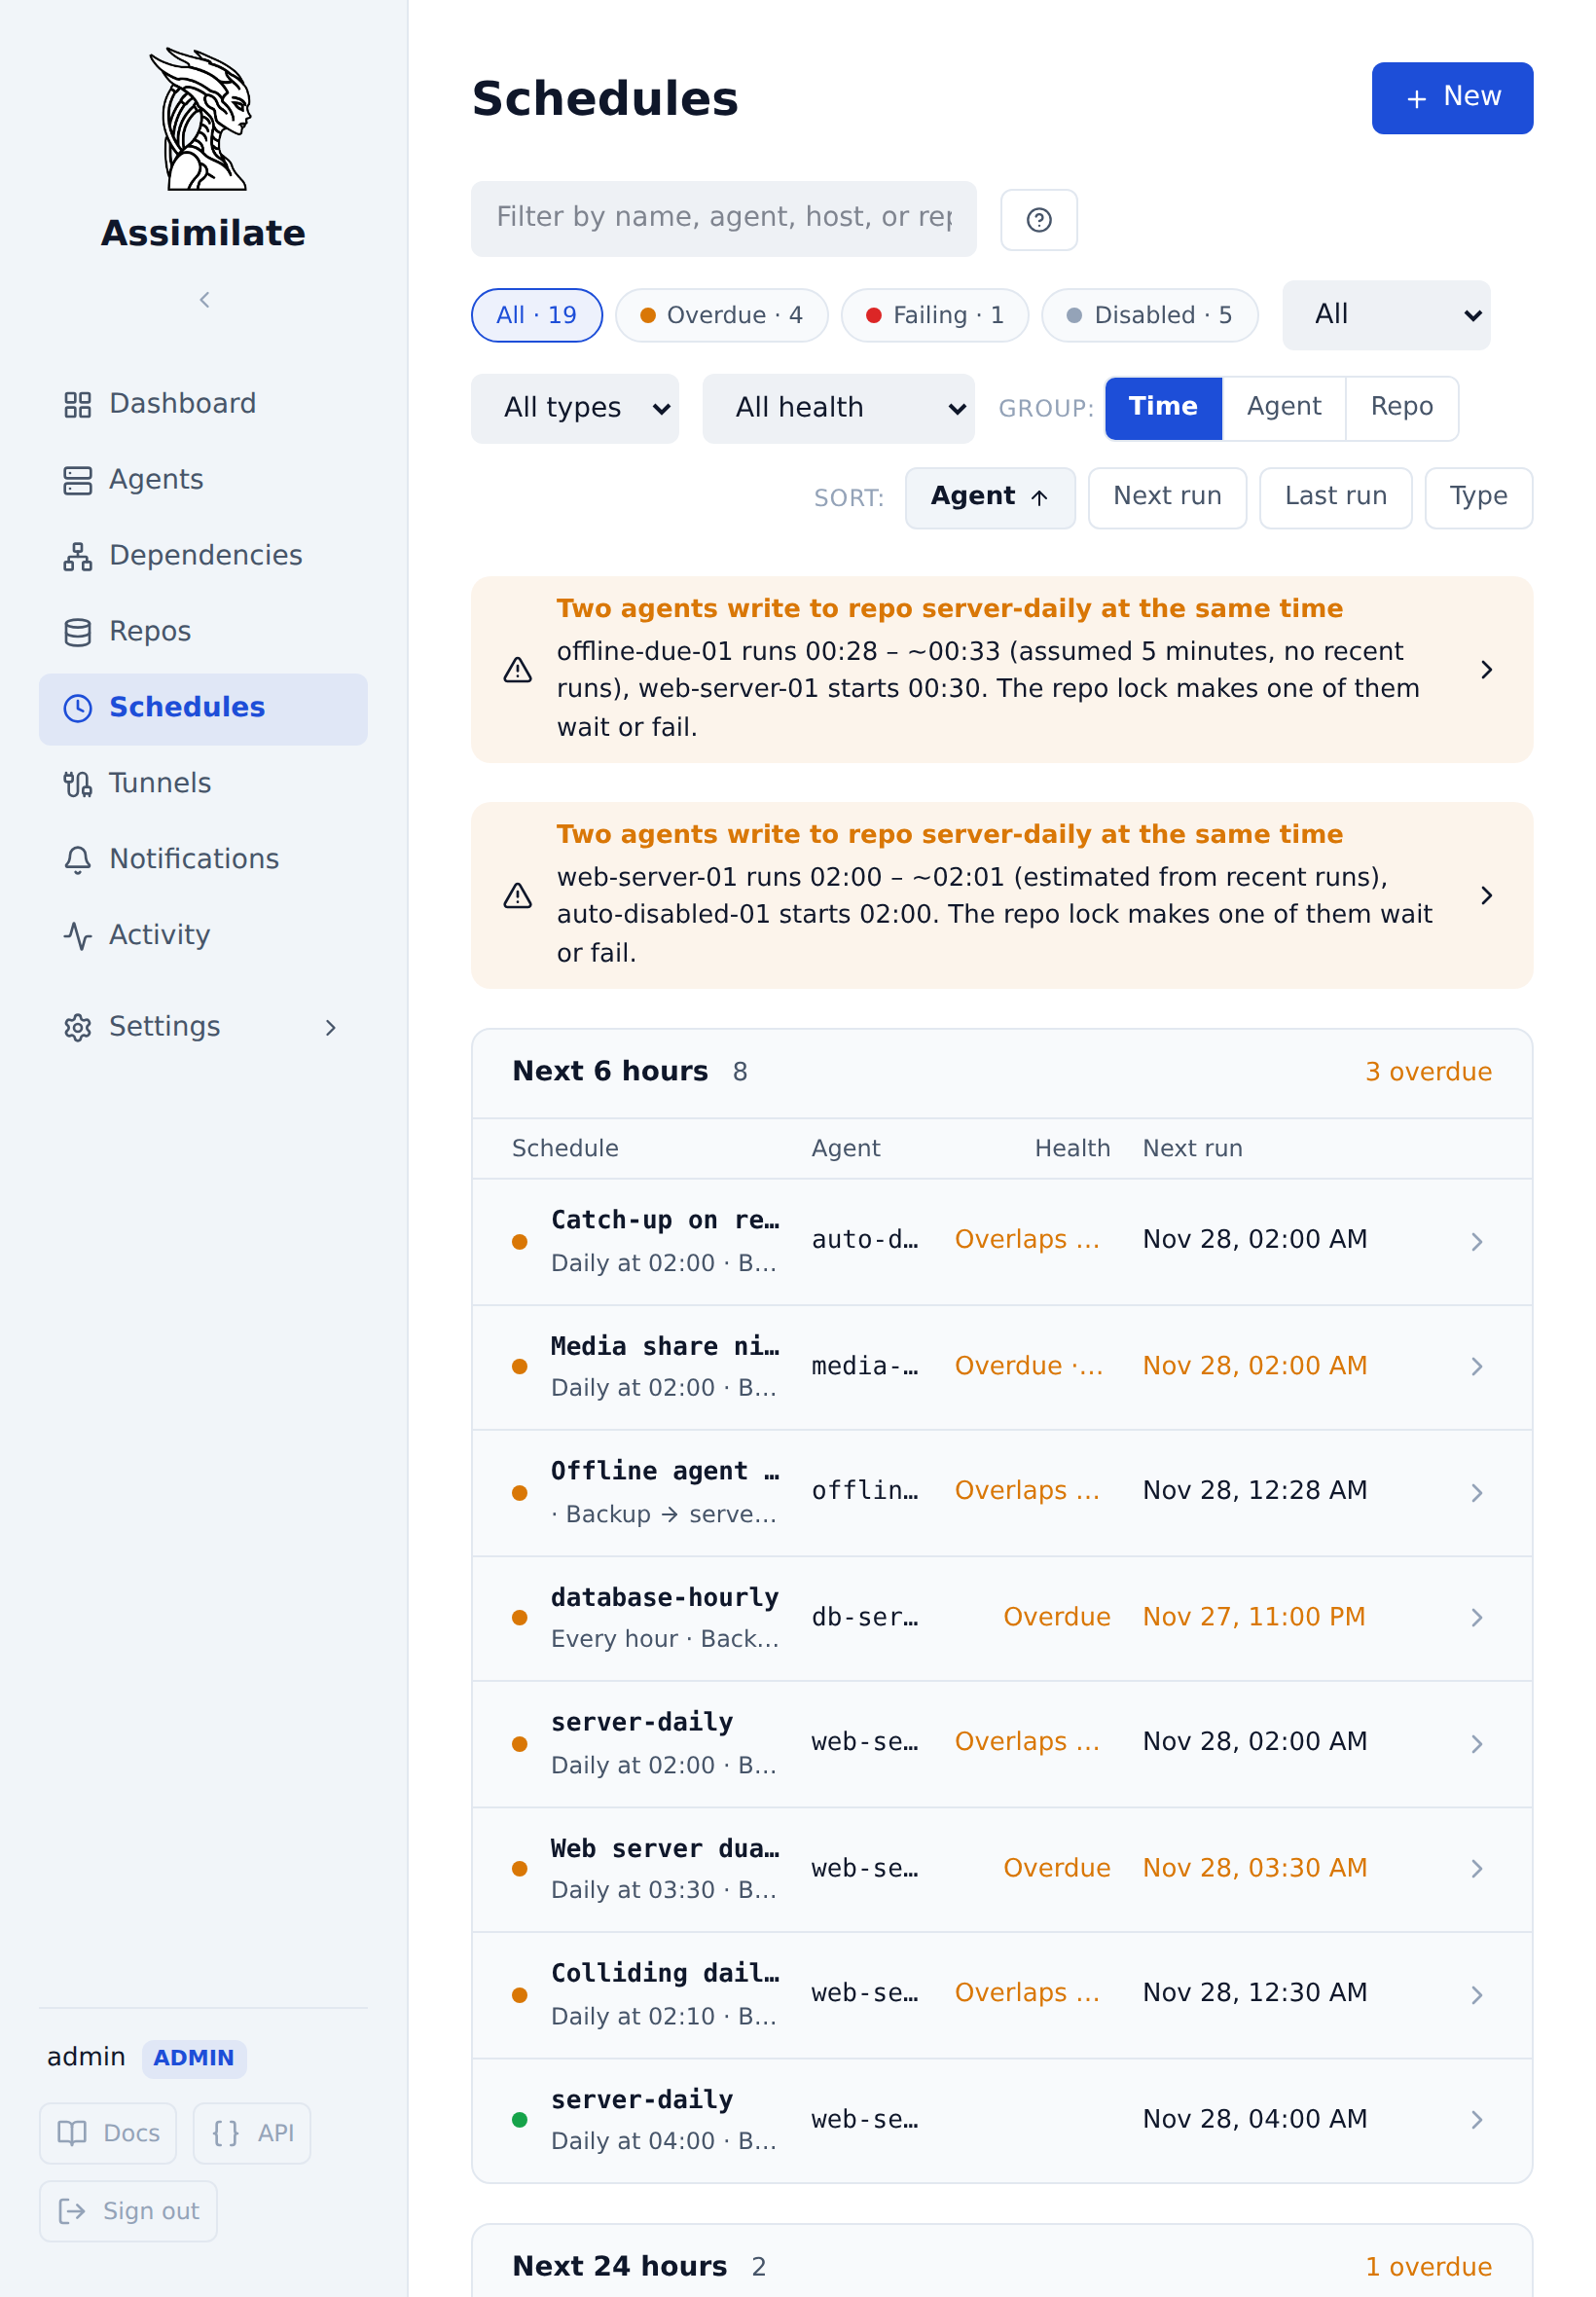 Assimilate
Dashboard
Agents
Dependencies
Repos
Schedules
Tunnels
Notifications
Activity
Settings
admin ADMIN
Docs
{} API
Sign out
Schedules
+ New
Filter by name, agent, host, or rep
All · 19
Overdue · 4
Failing · 1
Disabled · 5
All
All types
All health
GROUP: Time Agent Repo
SORT: Agent ↑ Next run Last run Type
Two agents write to repo server-daily at the same time
offline-due-01 runs 00:28 – ~00:33 (assumed 5 minutes, no recent
runs), web-server-01 starts 00:30. The repo lock makes one of them
wait or fail.
Two agents write to repo server-daily at the same time
web-server-01 runs 02:00 – ~02:01 (estimated from recent runs),
auto-disabled-01 starts 02:00. The repo lock makes one of them wait
or fail.
Next 6 hours 8 3 overdue
Schedule Agent Health Next run
Catch-up on re…
Daily at 02:00 · B…
auto-d… Overlaps … Nov 28, 02:00 AM
Media share ni…
Daily at 02:00 · B…
media-… Overdue ·… Nov 28, 02:00 AM
Offline agent …
· Backup → serve…
offlin… Overlaps … Nov 28, 12:28 AM
database-hourly
Every hour · Back…
db-ser… Overdue Nov 27, 11:00 PM
server-daily
Daily at 02:00 · B…
web-se… Overlaps … Nov 28, 02:00 AM
Web server dua…
Daily at 03:30 · B…
web-se… Overdue Nov 28, 03:30 AM
Colliding dail…
Daily at 02:10 · B…
web-se… Overlaps … Nov 28, 12:30 AM
server-daily
Daily at 04:00 · B…
web-se… Nov 28, 04:00 AM
Next 24 hours 2 1 overdue